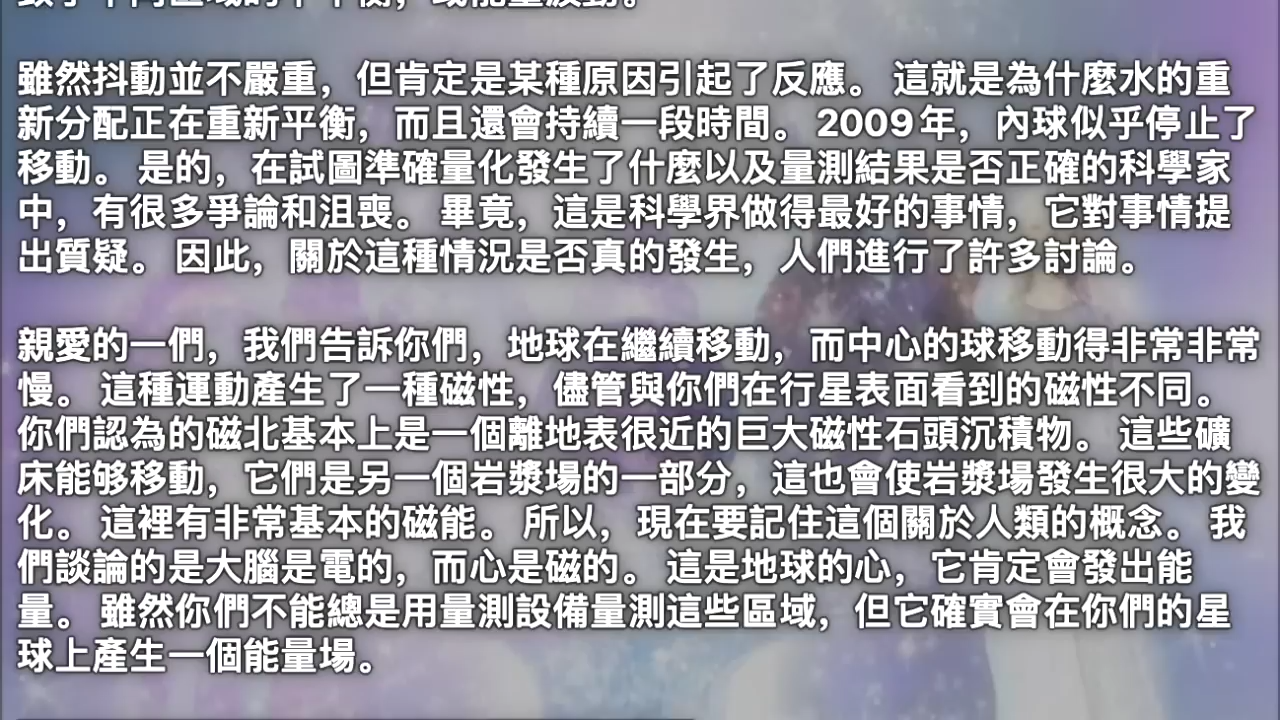 雖然抖動並不嚴重，但肯定是某種原因引起了反應。 這就是為什麼水的重
新分配正在重新平衡，而且還會持續一段時間。 2009年，內球似乎停止了
移動。 是的，在試圖準確量化發生了什麼以及量測結果是否正確的科學家
中，有很多爭論和沮喪。 畢竟，這是科學界做得最好的事情，它對事情提
出質疑。 因此，關於這種情況是否真的發生，人們進行了許多討論。
親愛的一們，我們告訴你們，地球在繼續移動，而中心的球移動得非常非常
慢。 這種運動產生了一種磁性，儘管與你們在行星表面看到的磁性不同。
你們認為的磁北基本上是一個離地表很近的巨大磁性石頭沉積物。 這些礦
床能够移動，它們是另一個岩漿場的一部分，這也會使岩漿場發生很大的變
化。 這裡有非常基本的磁能。 所以，現在要記住這個關於人類的概念。 我
們談論的是大腦是電的，而心是磁的。 這是地球的心，它肯定會發出能
量。 雖然你們不能總是用量測設備量測這些區域，但它確實會在你們的星
球上產生一個能量場。